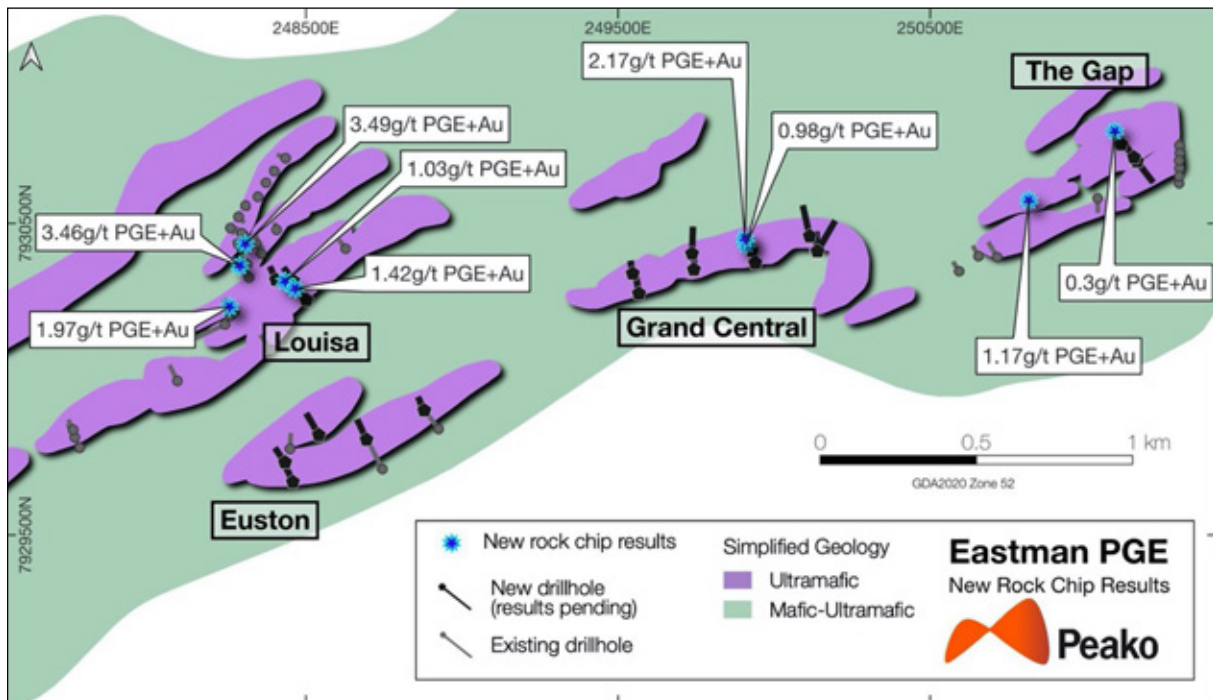 248500E
249500E
250500E
2.17g/t PGE+Au
The Gap
3.49g/t PGE+Au
0.98g/t PGE+Au
1.03g/t PGE+Au
7930500N
3.46g/t PGE+Au
1.42g/t PGE+Au
0.3g/t PGE+Au
1.97g/t PGE+Au
Louisa
Grand Central
1.17g/t PGE+Au
0
0.5
1 km
GDA2020 Zone 52
Euston
7929500N
New rock chip results
New drillhole
(results pending)
Existing drillhole
Simplified Geology
Ultramafic
Mafic-Ultramafic
Eastman PGE
New Rock Chip Results
Peako